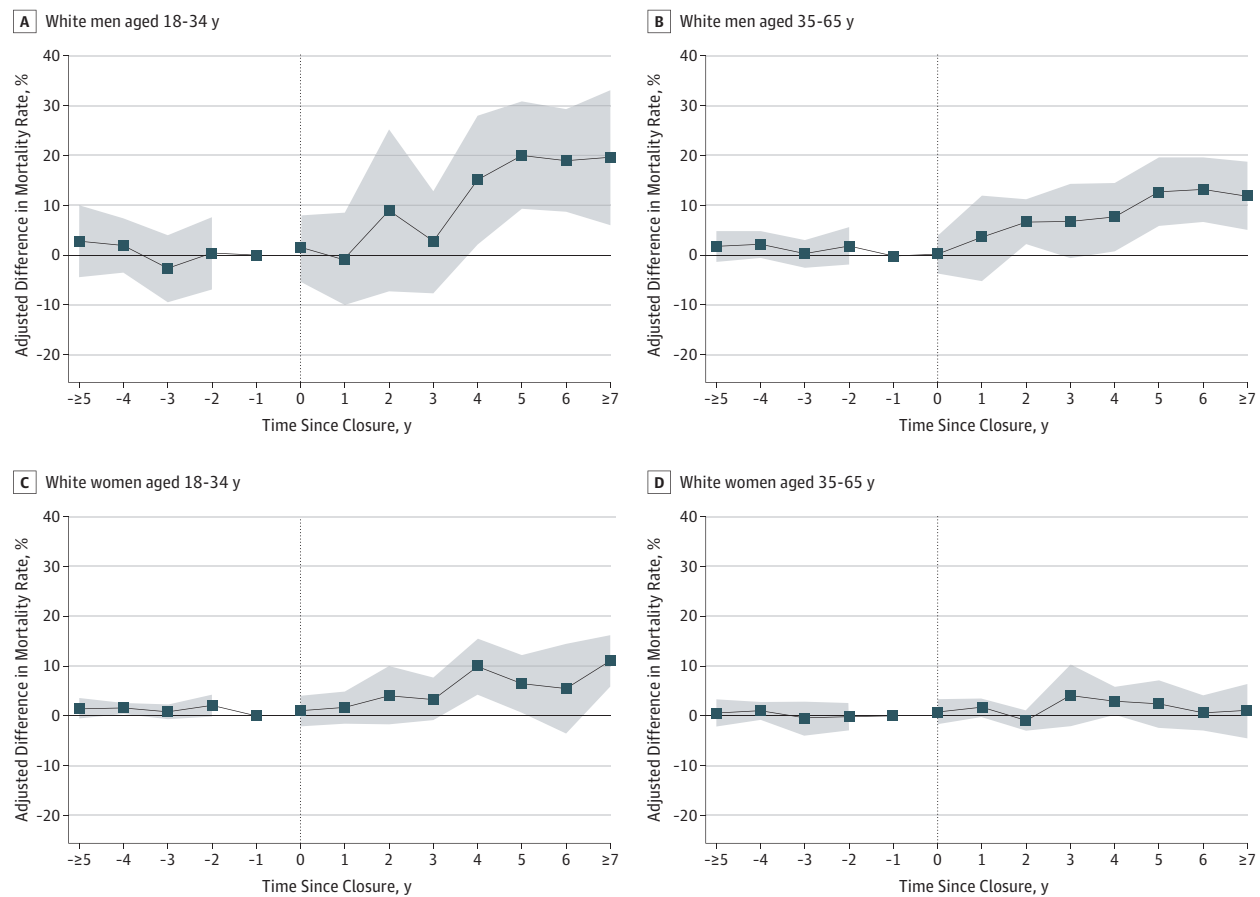 A White men aged 18-34 y
Adjusted Difference in Mortality Rate, %
40
30
20
10
0
-10
-20
-≥5 -4 -3 -2 -1 0 1 2 3 4 5 6 ≥7
Time Since Closure, y
B White men aged 35-65 y
Adjusted Difference in Mortality Rate, %
40
30
20
10
0
-10
-20
-≥5 -4 -3 -2 -1 0 1 2 3 4 5 6 ≥7
Time Since Closure, y
C White women aged 18-34 y
Adjusted Difference in Mortality Rate, %
40
30
20
10
0
-10
-20
-≥5 -4 -3 -2 -1 0 1 2 3 4 5 6 ≥7
Time Since Closure, y
D White women aged 35-65 y
Adjusted Difference in Mortality Rate, %
40
30
20
10
0
-10
-20
-≥5 -4 -3 -2 -1 0 1 2 3 4 5 6 ≥7
Time Since Closure, y